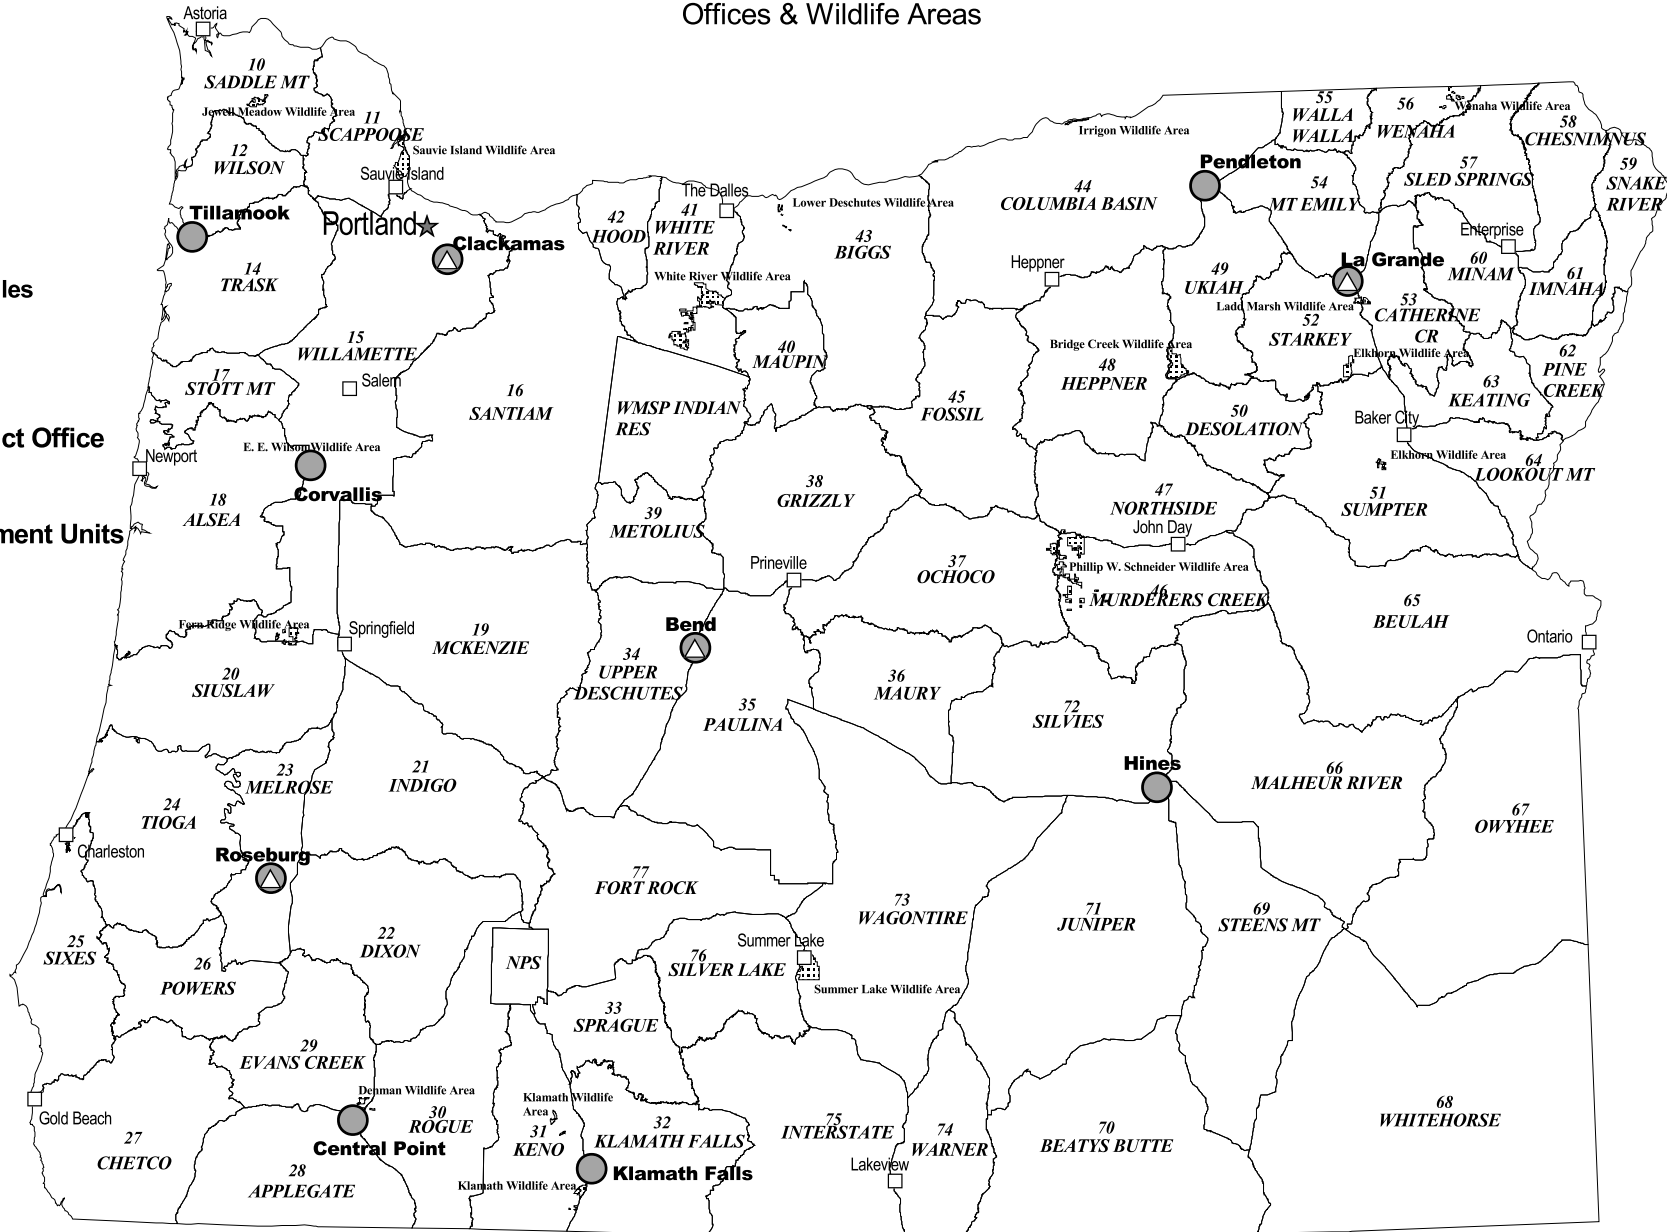 Offices & Wildlife Areas
Astoria
10
SADDLE MT
Jewell Meadow Wildlife Area
11
SCAPPOOSE
12
WILSON
Sauvie Island Wildlife Area
Sauvie Island
Tillamook
Portland
Clackamas
14
TRASK
les
15
WILLAMETTE
17
STOTT MT
Salem
16
SANTIAM
42
HOOD
41
WHITE
RIVER
The Dalles
Lower Deschutes Wildlife Area
43
BIGGS
White River Wildlife Area
40
MAUPIN
WMSP INDIAN
RES
Irrigon Wildlife Area
44
COLUMBIA BASIN
Pendleton
55
WALLA
WALLA
56
WENAHA
Wenaha Wildlife Area
58
CHESNIMNUS
57
SLED SPRINGS
59
SNAKE
RIVER
54
MT EMILY
Enterprise
La Grande
60
MINAM
61
IMNAHA
Heppner
49
UKIAH
Ladd Marsh Wildlife Area
52
STARKEY
53
CATHERINE
CR
Bridge Creek Wildlife Area
48
HEPPNER
Elkhorn Wildlife Area
62
PINE
CREEK
63
KEATING
45
FOSSIL
50
DESOLATION
Baker City
Elkhorn Wildlife Area
64
LOOKOUT MT
51
SUMPTER
ct Office
E. E. Wilson Wildlife Area
Newport
Corvallis
18
ALSEA
ment Units
38
GRIZZLY
39
METOLIUS
47
NORTHSIDE
John Day
Prineville
37
OCHOCO
Phillip W. Schneider Wildlife Area
46
MURDERERS CREEK
65
BEULAH
Ontario
Fern Ridge Wildlife Area
Springfield
19
MCKENZIE
Bend
34
UPPER
DESCHUTES
20
SIUSLAW
35
PAULINA
36
MAURY
72
SILVIES
Hines
66
MALHEUR RIVER
67
OWYHEE
23
MELROSE
21
INDIGO
24
TIOGA
Charleston
Roseburg
77
FORT ROCK
73
WAGONTIRE
71
JUNIPER
69
STEENS MT
25
SIXES
26
POWERS
22
DIXON
NPS
76
SILVER LAKE
Summer Lake
Summer Lake Wildlife Area
33
SPRAGUE
29
EVANS CREEK
Denman Wildlife Area
Gold Beach
27
CHETCO
Central Point
28
APPLEGATE
30
ROGUE
Klamath Wildlife
Area
31
KENO
32
KLAMATH FALLS
Klamath Falls
Klamath Wildlife Area
75
INTERSTATE
Lakeview
74
WARNER
70
BEATYS BUTTE
68
WHITEHORSE